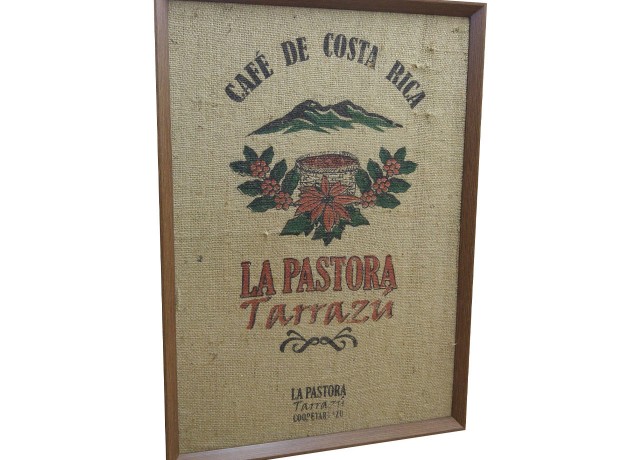 CAFÉ DE COSTA RICA
LA PASTORA
Tarrazú
LA PASTORA
Tarrazú